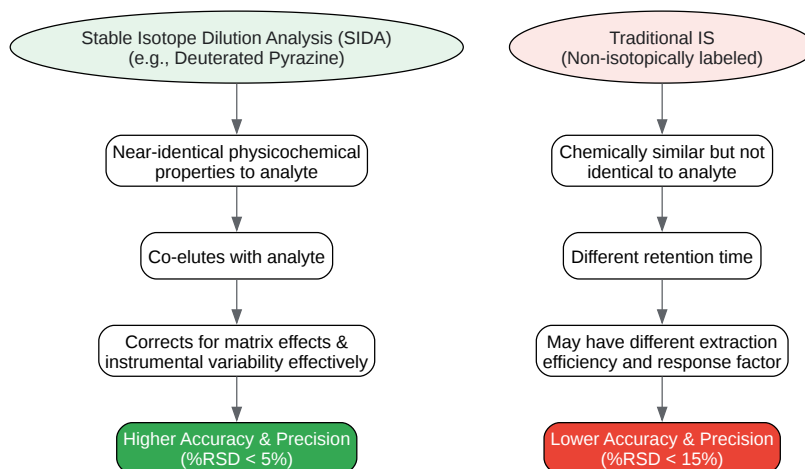 Stable Isotope Dilution Analysis (SIDA)
(e.g., Deuterated Pyrazine)
Near-identical physicochemical
properties to analyte
Co-elutes with analyte
Corrects for matrix effects &
instrumental variability effectively
Higher Accuracy & Precision
(%RSD < 5%)
Traditional IS
(Non-isotopically labeled)
Chemically similar but not
identical to analyte
Different retention time
May have different extraction
efficiency and response factor
Lower Accuracy & Precision
(%RSD < 15%)